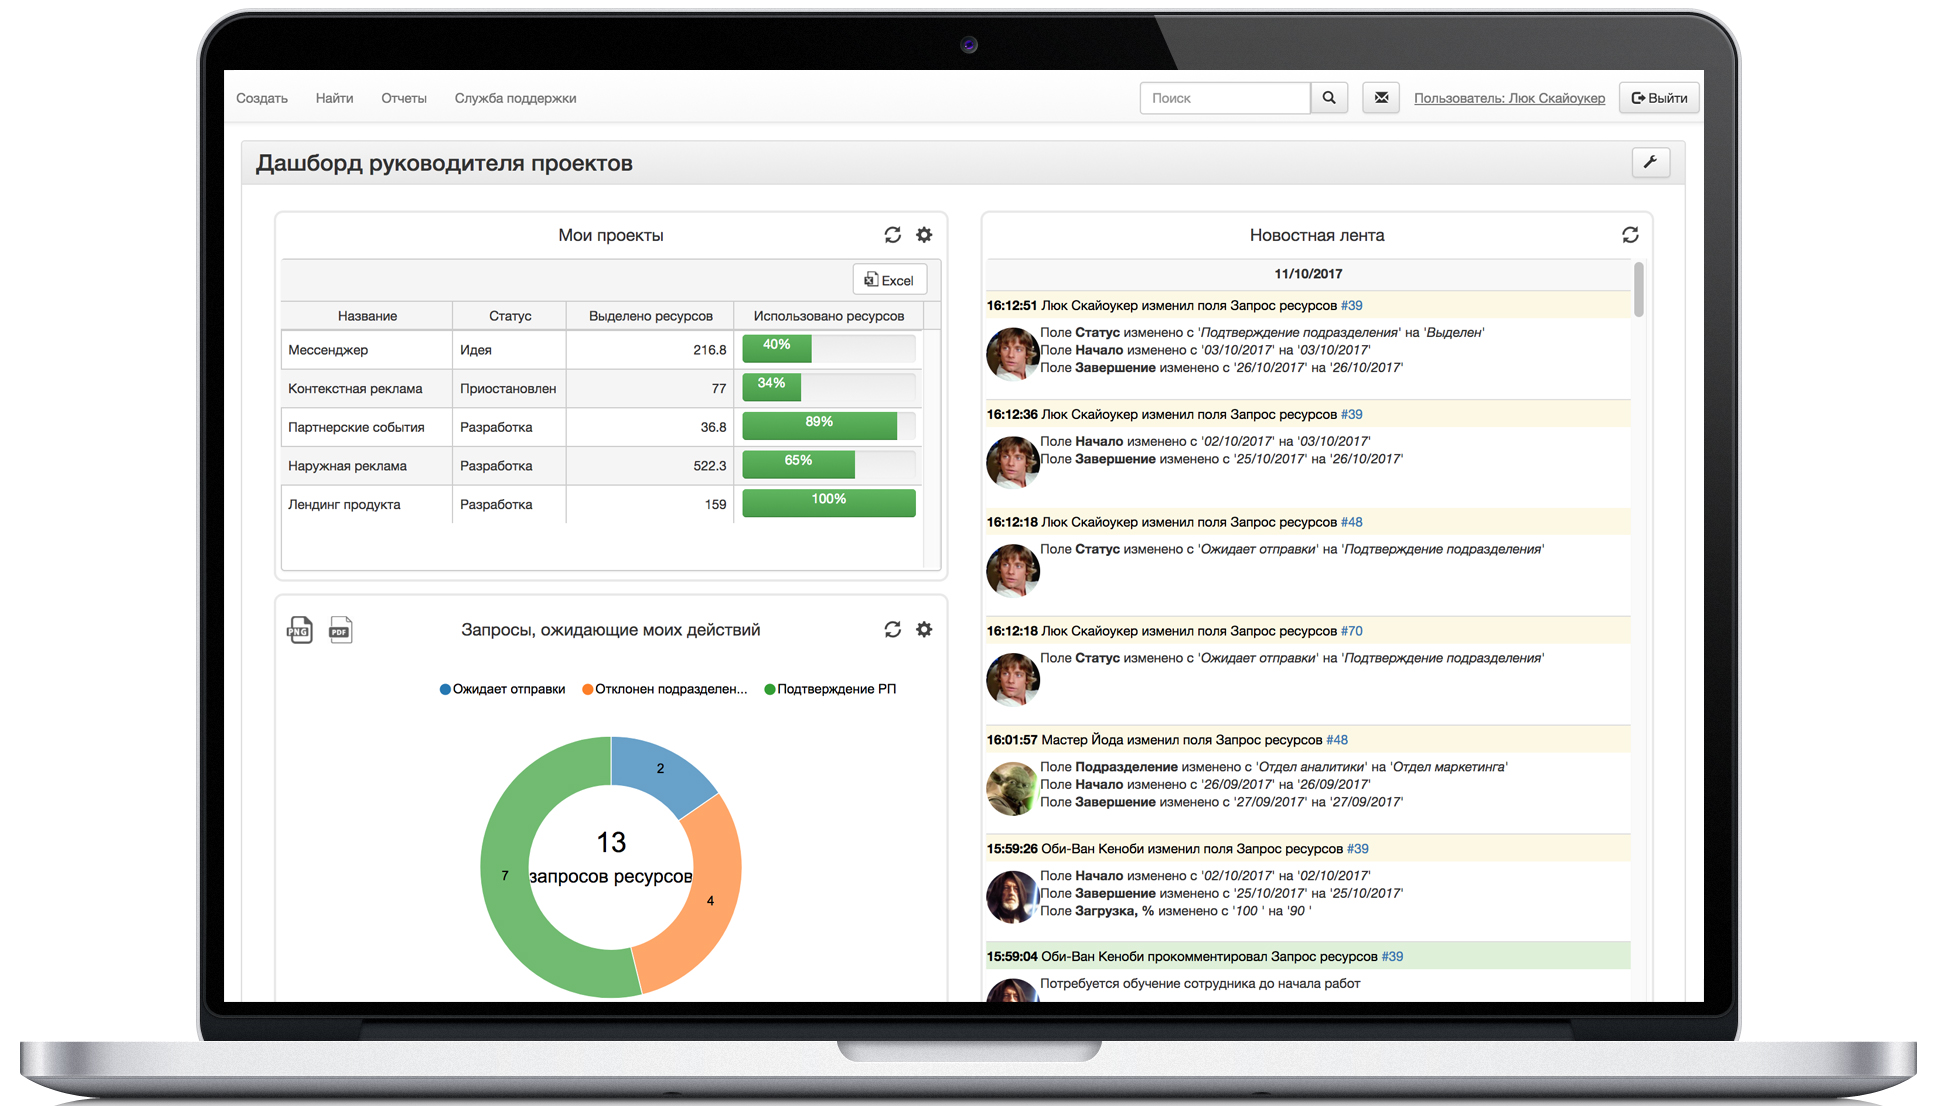 Создать Найти Отчеты Служба поддержки Поиск Пользователь: Люк Скайоукер Выйти
Дашборд руководителя проектов
Мои проекты
Excel
Название Статус Выделено ресурсов Использовано ресурсов
Мессенджер Идея 216.8 40%
Контекстная реклама Приостановлен 77 34%
Партнерские события Разработка 36.8 89%
Наружная реклама Разработка 522.3 65%
Лендинг продукта Разработка 159 100%
PNG PDF Запросы, ожидающие моих действий
Ожидает отправки Отклонен подразделен... Подтверждение РП
2
13
запросов ресурсов
7
4
Новостная лента
11/10/2017
16:12:51 Люк Скайоукер изменил поля Запрос ресурсов #39
Поле Статус изменено с 'Подтверждение подразделения' на 'Выделен'
Поле Начало изменено с '03/10/2017' на '03/10/2017'
Поле Завершение изменено с '26/10/2017' на '26/10/2017'
16:12:36 Люк Скайоукер изменил поля Запрос ресурсов #39
Поле Начало изменено с '02/10/2017' на '03/10/2017'
Поле Завершение изменено с '25/10/2017' на '26/10/2017'
16:12:18 Люк Скайоукер изменил поля Запрос ресурсов #48
Поле Статус изменено с 'Ожидает отправки' на 'Подтверждение подразделения'
16:12:18 Люк Скайоукер изменил поля Запрос ресурсов #70
Поле Статус изменено с 'Ожидает отправки' на 'Подтверждение подразделения'
16:01:57 Мастер Йода изменил поля Запрос ресурсов #48
Поле Подразделение изменено с 'Отдел аналитики' на 'Отдел маркетинга'
Поле Начало изменено с '26/09/2017' на '26/09/2017'
Поле Завершение изменено с '27/09/2017' на '27/09/2017'
15:59:26 Оби-Ван Кеноби изменил поля Запрос ресурсов #39
Поле Начало изменено с '02/10/2017' на '02/10/2017'
Поле Завершение изменено с '25/10/2017' на '25/10/2017'
Поле Загрузка, % изменено с '100 ' на '90 '
15:59:04 Оби-Ван Кеноби прокомментировал Запрос ресурсов #39
Потребуется обучение сотрудника до начала работ